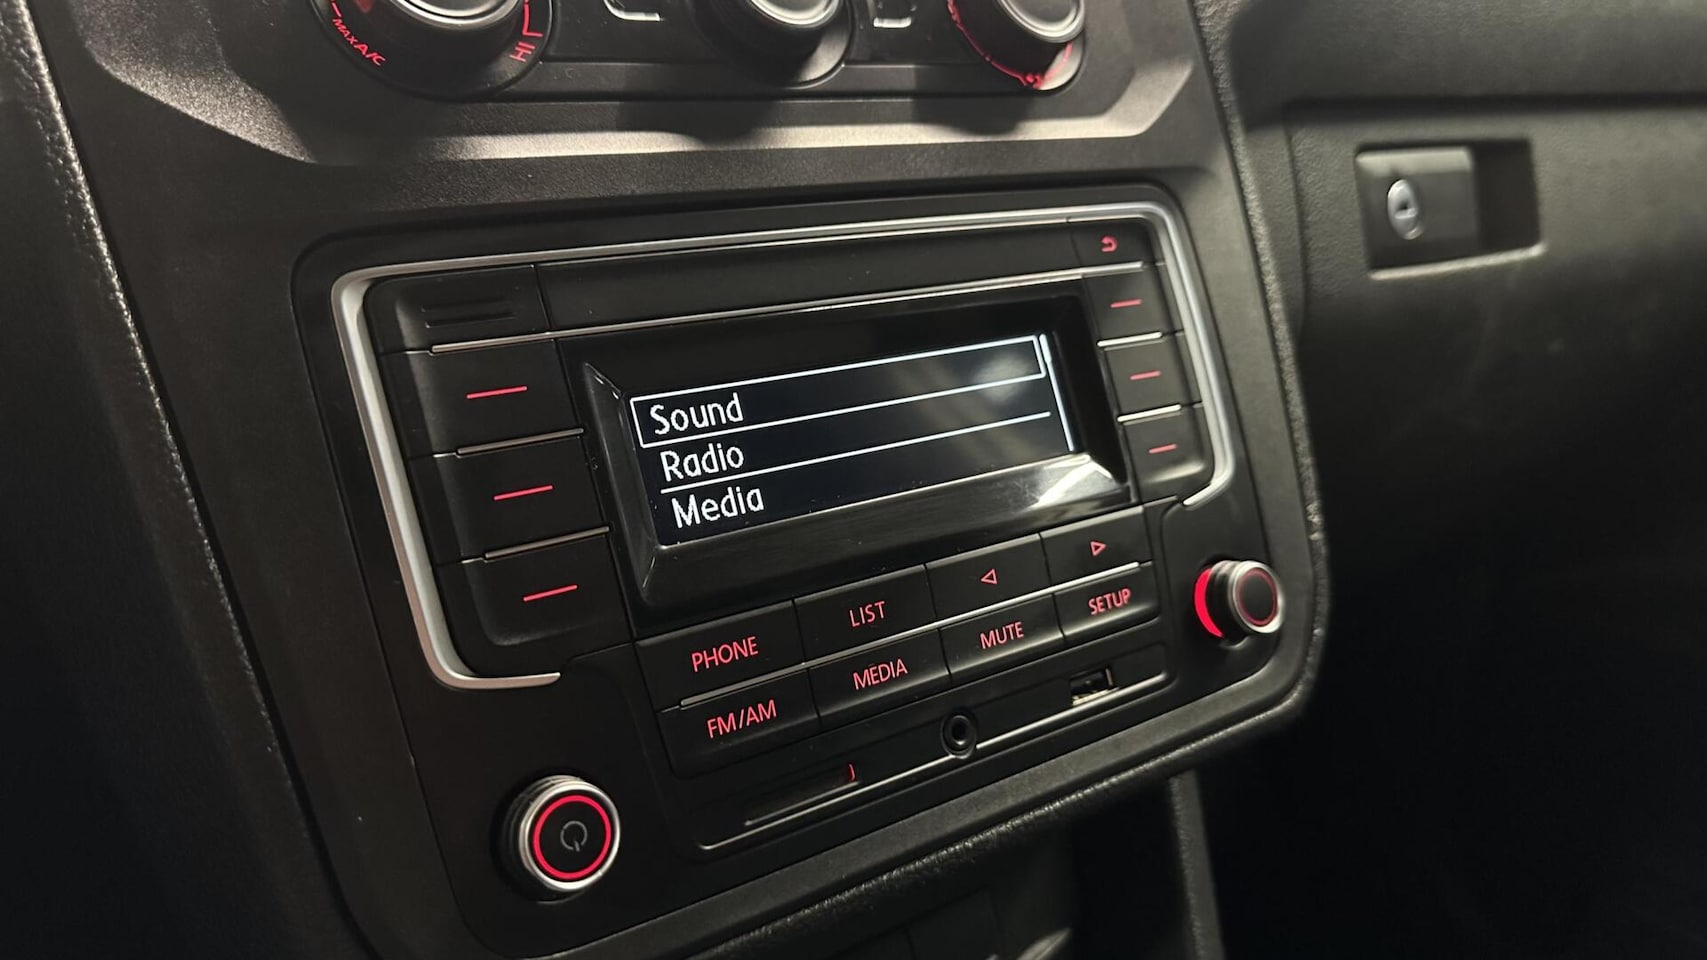 MAX A/C
HI
Sound
Radio
Media
PHONE
LIST
SETUP
MUTE
MEDIA
FM/AM